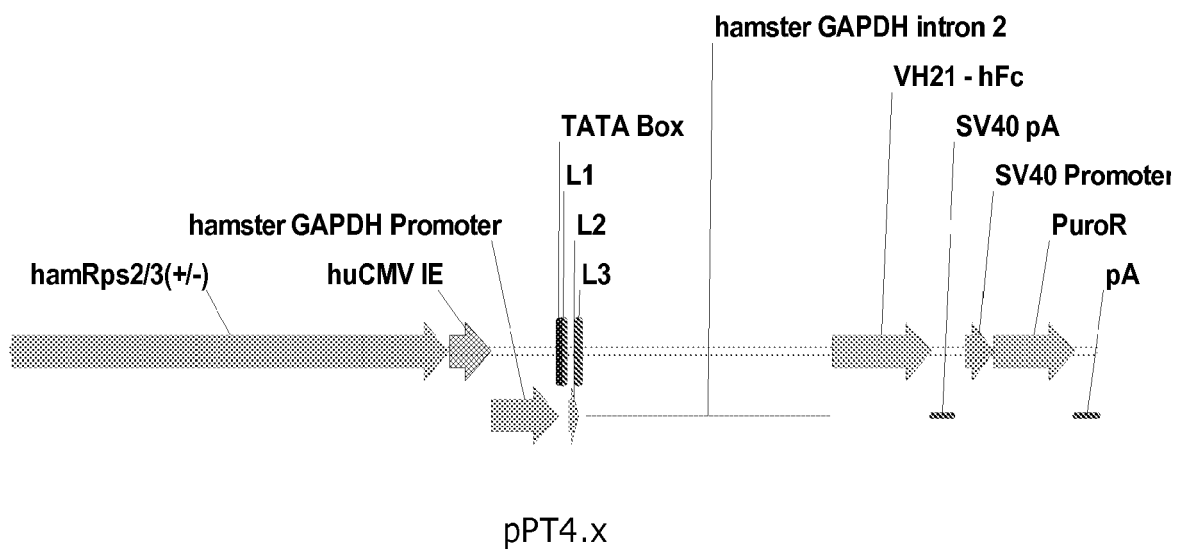 hamster GAPDH intron 2
VH21 - hFc
TATA Box
SV40 pA
L1
SV40 Promoter
hamster GAPDH Promoter
L2
PuroR
hamRps2/3(+/-)
huCMV IE
L3
pA
pPT4.x